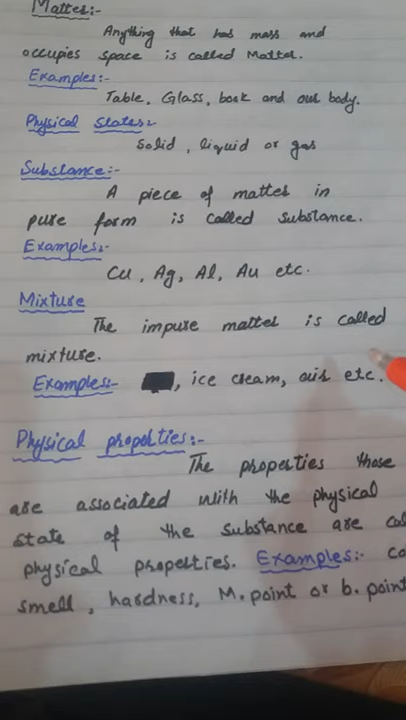 Matter:-
Anything that has mass and
occupies space is called Matter.
Examples:-
Table, Glass, book and our body.
Physical states:-
Solid, liquid or gas
Substance:-
A piece of matter in
pure form is called substance.
Examples:-
Cu, Ag, Al, Au etc.
Mixture
The impure matter is called
mixture.
Examples:- , ice cream, air etc.
Physical properties:-
The properties those
are associated with the physical
state of the substance are
physical properties. Examples:-
smell, hardness, M.point or b.point